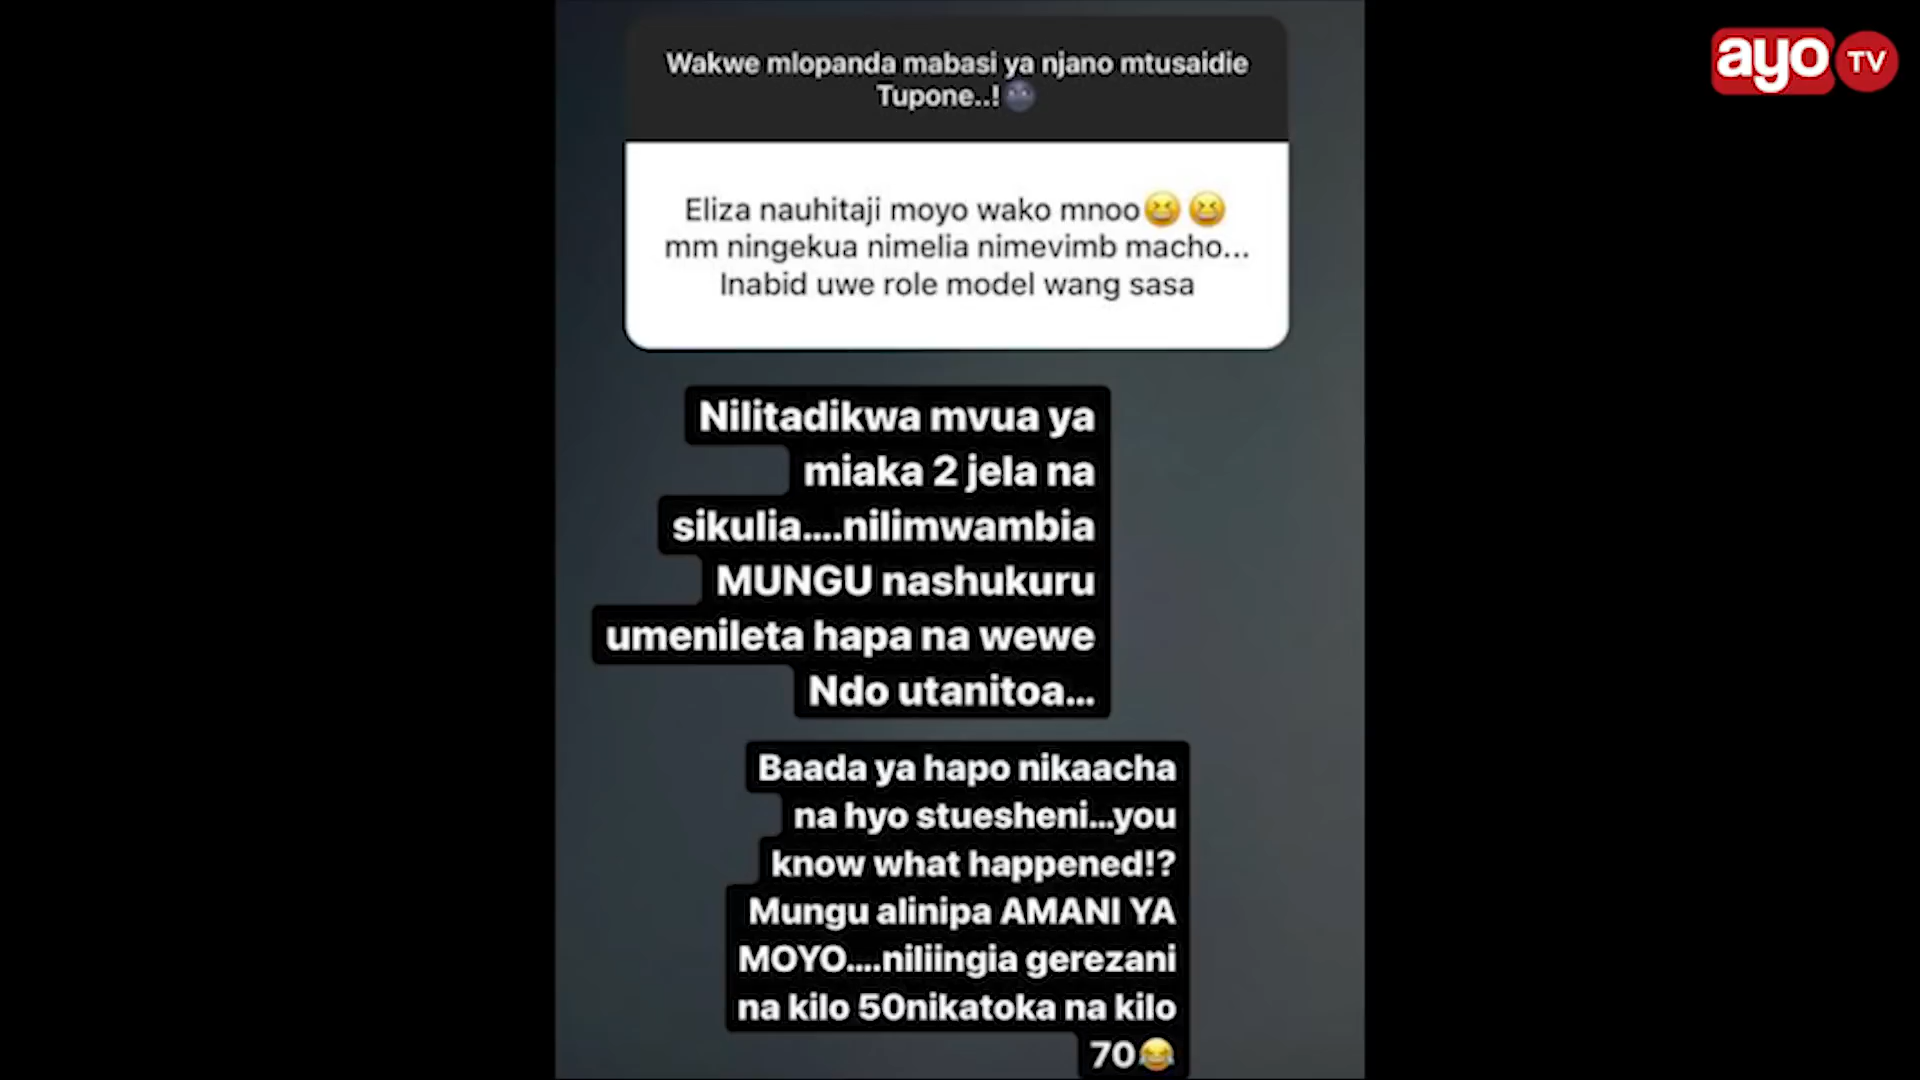 ayo TV
Wakwe mlopanda mabasi ya njano mtusaidie
Tupone..!🌚
Eliza nauhitaji moyo wako mnoo😆 😆
mm ningekua nimelia nimevimb macho...
Inabid uwe role model wang sasa
Nilitadikwa mvua ya
miaka 2 jela na
sikulia....nilimwambia
MUNGU nashukuru
umenileta hapa na wewe
Ndo utanitoa...
Baada ya hapo nikaacha
na hyo stuesheni...you
know what happened!?
Mungu alinipa AMANI YA
MOYO....niliingia gerezani
na kilo 50nikatoka na kilo
70😂